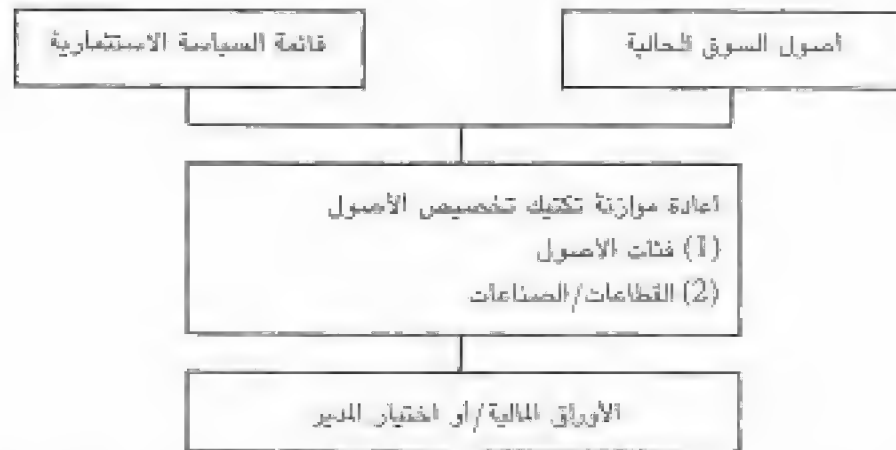 أصول السوق الحالية
قائمة السياسة الاستثمارية
اعادة موازنة تكتيك تخصيص الأصول
(1) فئات الأصول
(2) القطاعات/الصناعات
الأوراق المالية/أو اختيار المدير